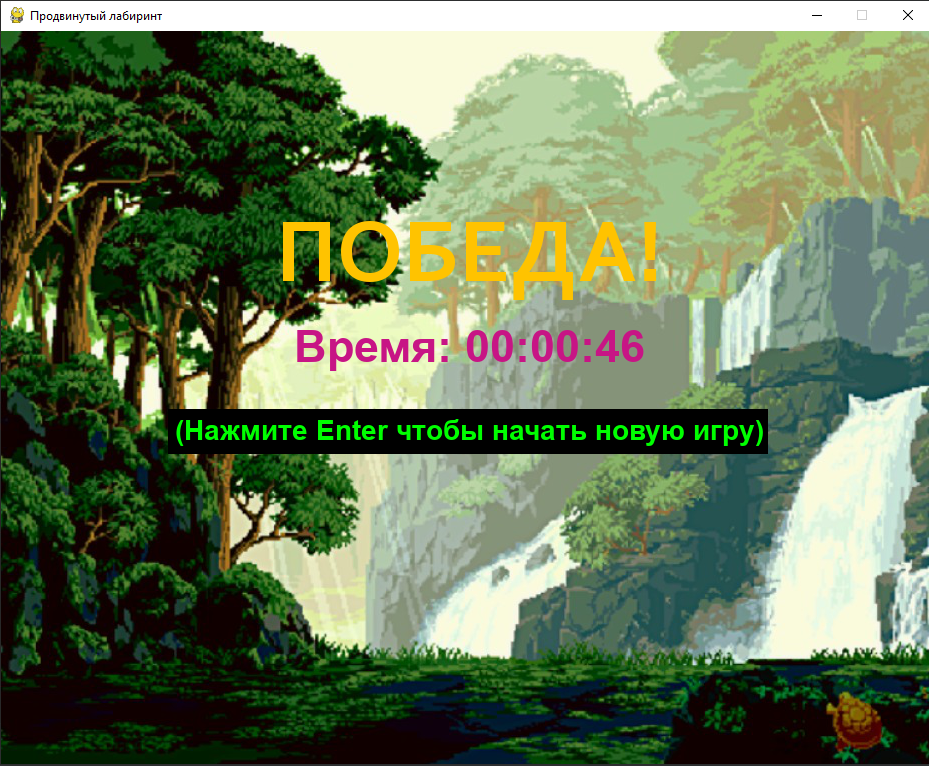 Продвинутый лабиринт
ПОБЕДА!
Время: 00:00:46
(Нажмите Enter чтобы начать новую игру)